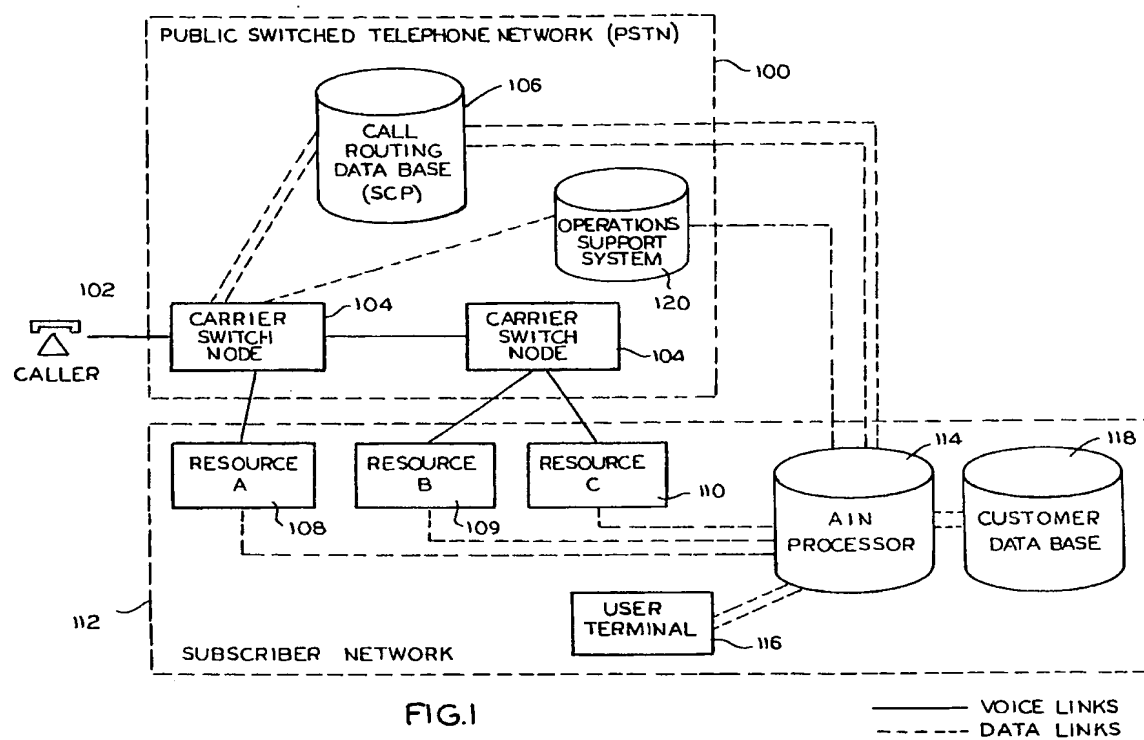 PUBLIC SWITCHED TELEPHONE NETWORK (PSTN)
100
106
CALL
ROUTING
DATA BASE
(SCP)
OPERATIONS
SUPPORT
SYSTEM
120
102
CALLER
CARRIER
SWITCH
NODE
104
CARRIER
SWITCH
NODE
104
RESOURCE
A
108
RESOURCE
B
109
RESOURCE
C
110
114
AIN
PROCESSOR
118
CUSTOMER
DATA BASE
112
USER
TERMINAL
116
SUBSCRIBER NETWORK
FIG.1
VOICE LINKS
DATA LINKS